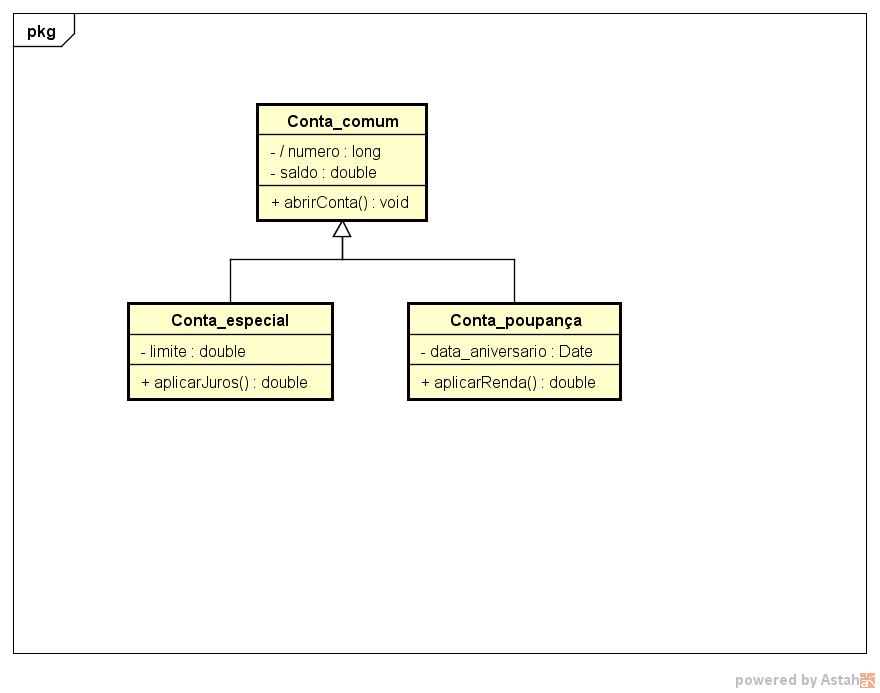 pkg
Conta_comum
- / numero : long
- saldo : double
+ abrirConta() : void
Conta_especial
- limite : double
+ aplicarJuros() : double
Conta_poupança
- data_aniversario : Date
+ aplicarRenda() : double
powered by Astah